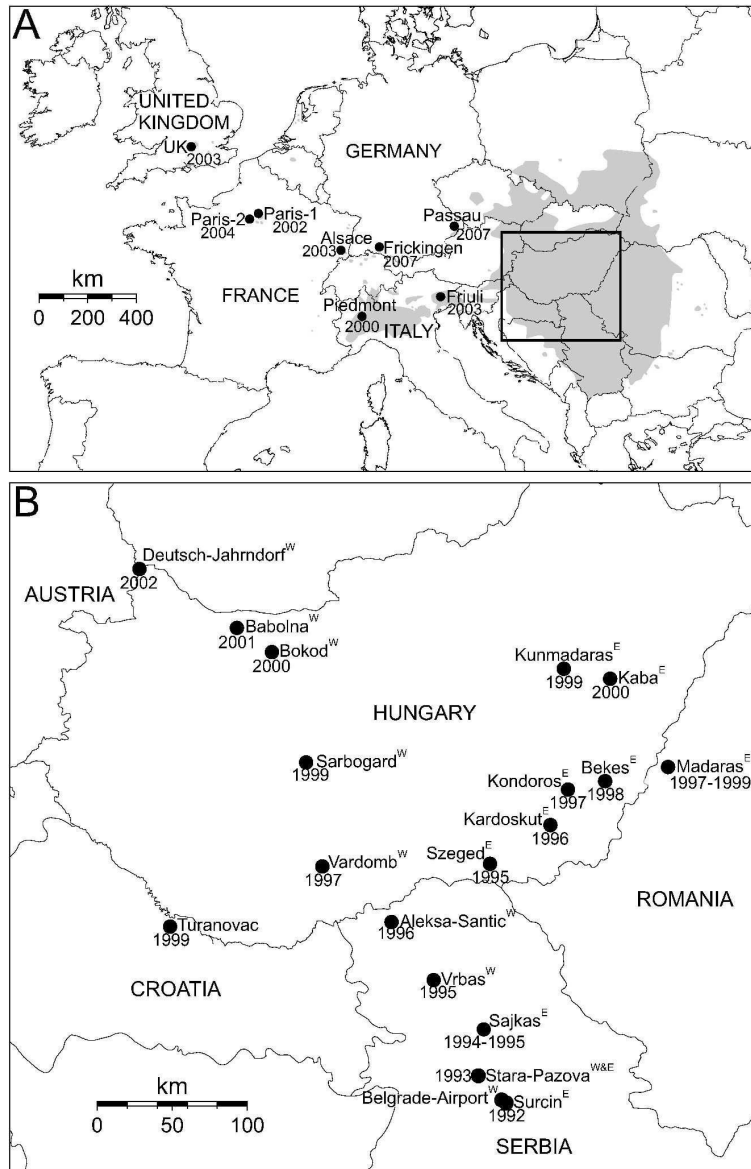 A
UNITED
KINGDOM
UK
2003
GERMANY
Paris-2
2004
Paris-1
2002
Passau
2007
Alsace
2003
Frickingen
2007
km
0 200 400
FRANCE
Piedmont
2000
Friuli
2003
ITALY
B
Deutsch-Jahrndorf W
2002
AUSTRIA
Babolna W
2001
Bokod W
2000
Kunmadaras E
1999
Kaba E
2000
HUNGARY
Sarbogard W
1999
Bekes E
1998
Madaras E
1997-1999
Kondoros E
1997
Kardoskut E
1996
Szeged E
1995
Vardomb W
1997
ROMANIA
Turanovac
1999
Aleksa-Santic W
1996
CROATIA
Vrbas W
1995
Sajkas E
1994-1995
km
0 20 40 60 80 100
1993 Stara-Pazova W&E
Belgrade-Airport W
Surcin E
1992
SERBIA